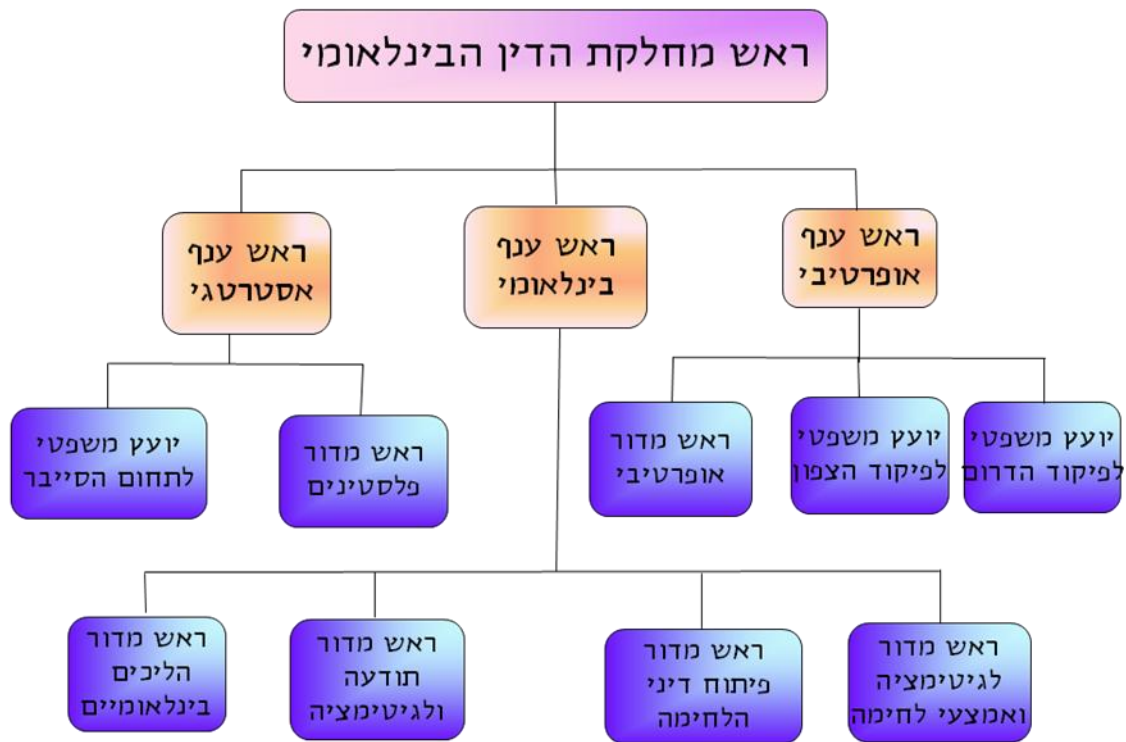 ראש מחלקת הדין הבינלאומי
ראש ענף
אופרטיבי
ראש ענף
בינלאומי
ראש ענף
אסטרטגי
יועץ משפטי
לפיקוד הדרום
יועץ משפטי
לפיקוד הצפון
ראש מדור
אופרטיבי
ראש מדור
פלסטינים
יועץ משפטי
לתחום הסייבר
ראש מדור
לגיטימציה
ואמצעי לחימה
ראש מדור
פיתוח דיני
הלחימה
ראש מדור
תודעה
ולגיטימציה
ראש מדור
הליכים
בינלאומיים